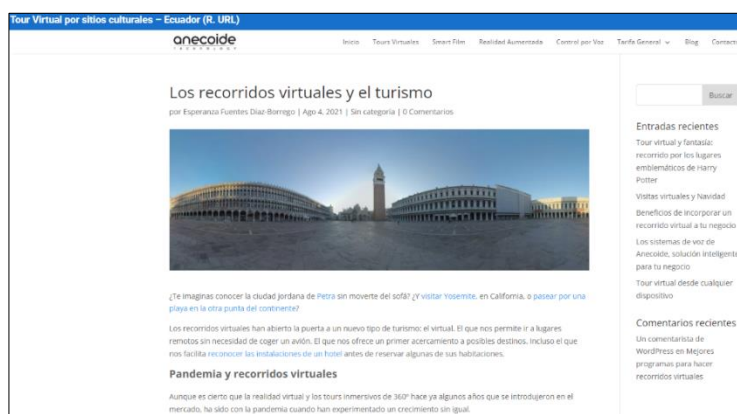 Tour Virtual por sitios culturales – Ecuador (R. URL)
anecoide
TECNOLOGY
Inicio Tours Virtuales Smart Film Realidad Aumentada Control por Voz Tarifa General Blog Contacto
Los recorridos virtuales y el turismo
por Esperanza Fuentes Díaz-Borrego | Ago 4, 2021 | Sin categoría | 0 Comentarios
¿Te imaginas conocer la ciudad jordana de Petra sin moverte del sofá? ¿Y visitar Yosemite, en California, o pasear por una
playa en la otra punta del continente?
Los recorridos virtuales han abierto la puerta a un nuevo tipo de turismo: el virtual. El que nos permite ir a lugares
remotos sin necesidad de coger un avión. El que nos ofrece un primer acercamiento a posibles destinos. Incluso el que
nos facilita reconocer las instalaciones de un hotel antes de reservar algunas de sus habitaciones.
Pandemia y recorridos virtuales
Aunque es cierto que la realidad virtual y los tours inmersivos de 360º hace ya algunos años que se introdujeron en el
mercado, ha sido con la pandemia cuando han experimentado un crecimiento sin igual.
Buscar
Entradas recientes
Tour virtual y fantasía:
recorrido por los lugares
emblemáticos de Harry
Potter
Visitas virtuales y Navidad
Beneficios de incorporar un
recorrido virtual a tu negocio
Los sistemas de voz de
Anecoide, solución inteligente
para tu negocio
Tour virtual desde cualquier
dispositivo
Comentarios recientes
Un comentarista de
WordPress en Mejores
programas para hacer
recorridos virtuales